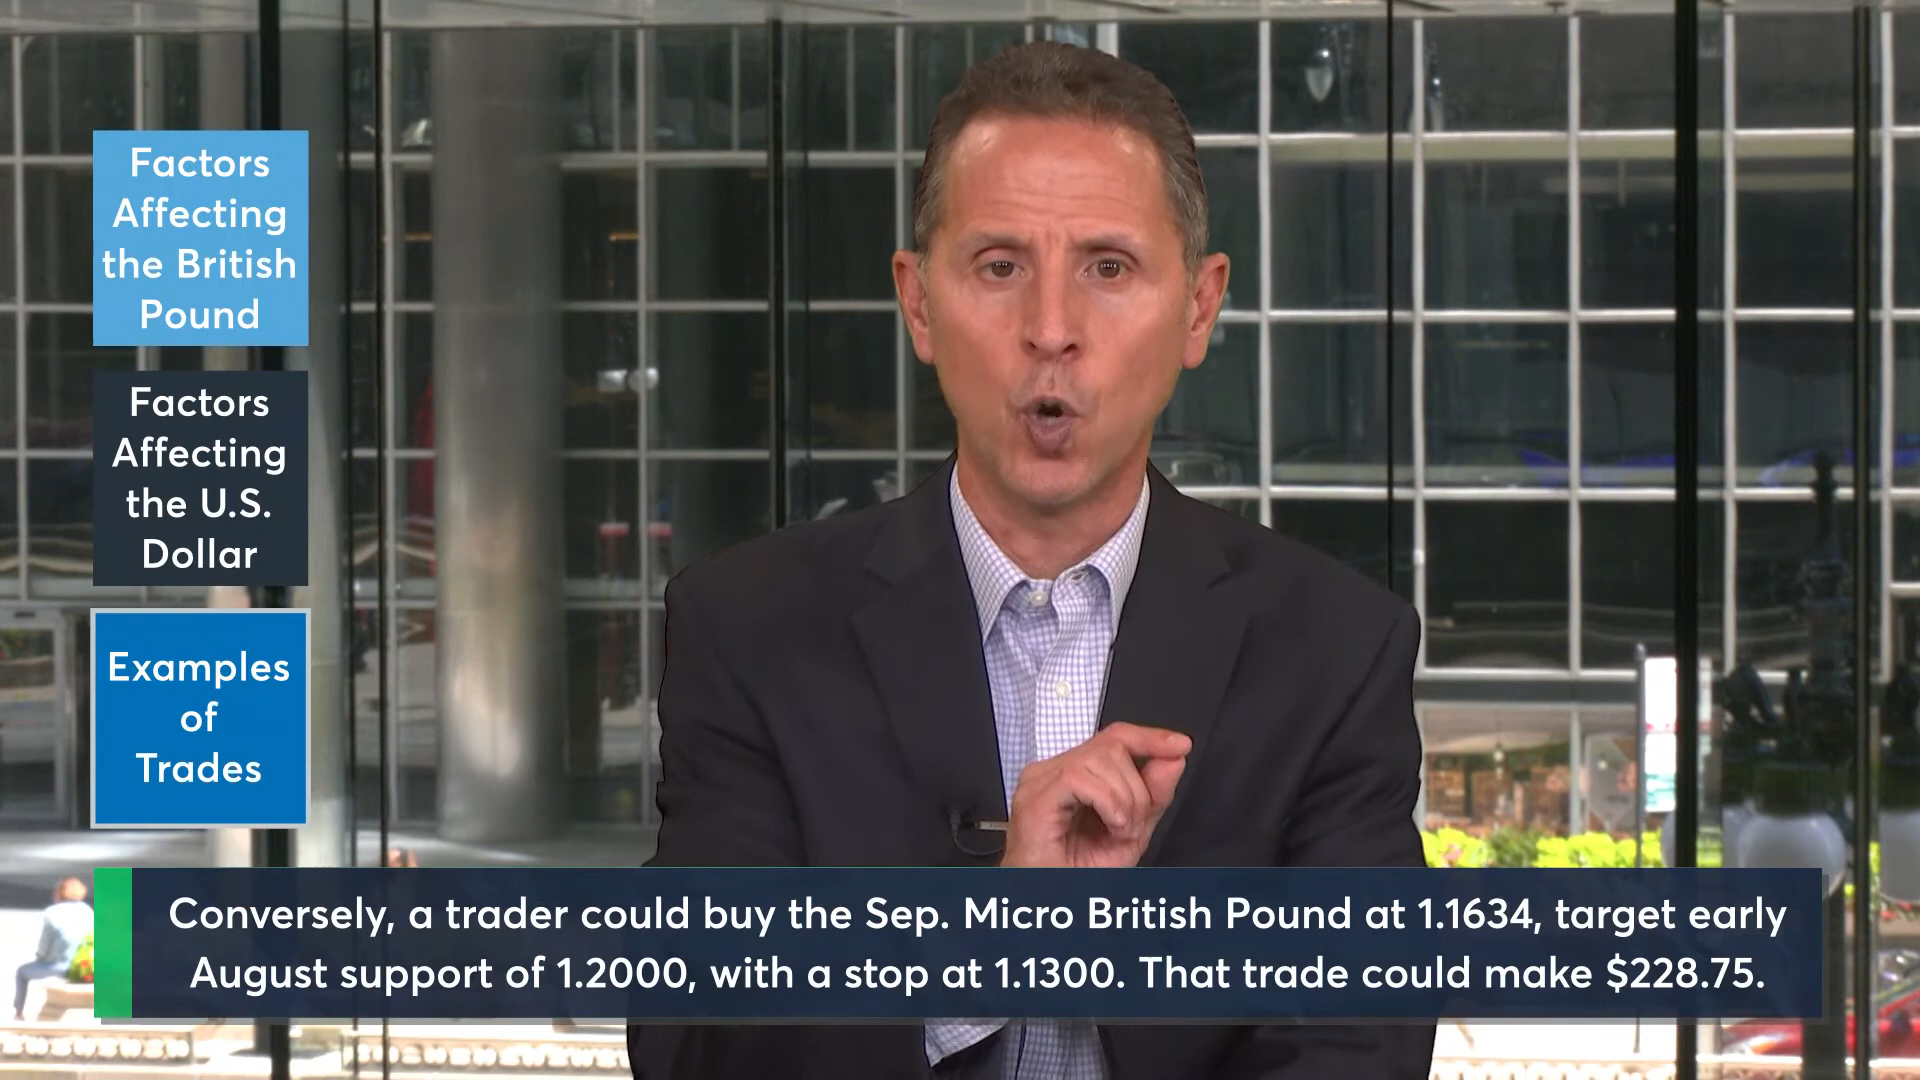 Factors
Affecting
the British
Pound
Factors
Affecting
the U.S.
Dollar
Examples
of
Trades
Conversely, a trader could buy the Sep. Micro British Pound at 1.1634, target early
August support of 1.2000, with a stop at 1.1300. That trade could make $228.75.